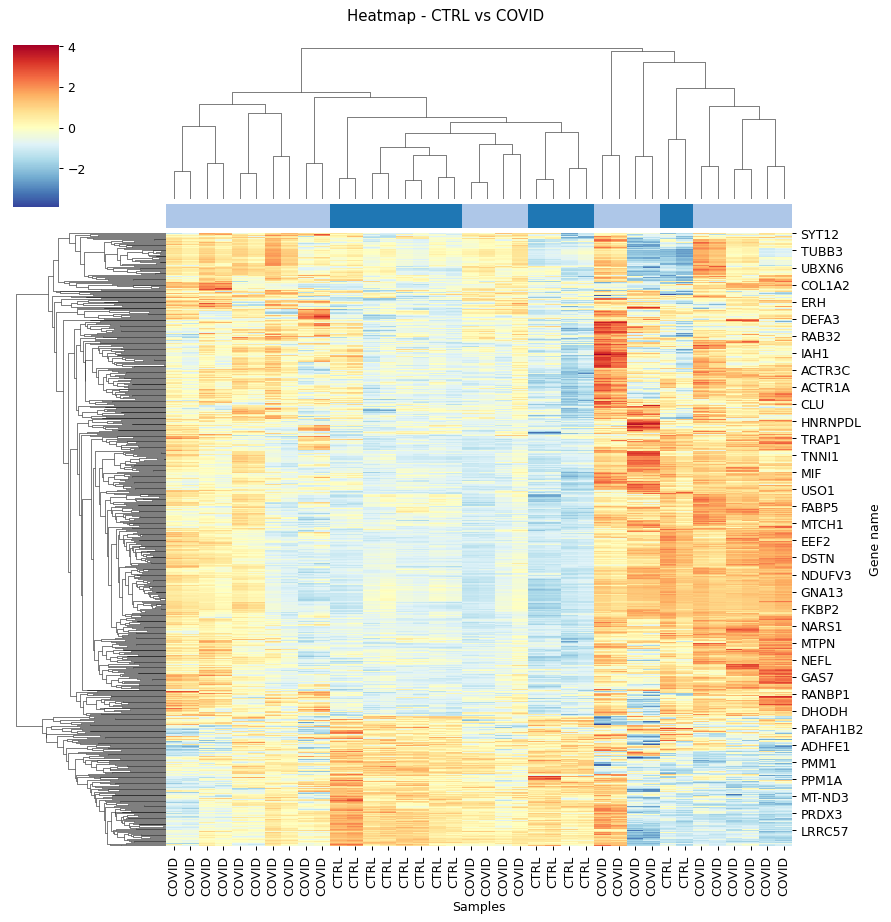 Heatmap - CTRL vs COVID
4
2
0
−2
SYT12
TUBB3
UBXN6
COL1A2
ERH
DEFA3
RAB32
IAH1
ACTR3C
ACTR1A
CLU
HNRNPDL
TRAP1
TNNI1
MIF
USO1
FABP5
MTCH1
EEF2
DSTN
NDUFV3
GNA13
FKBP2
NARS1
MTPN
NEFL
GAS7
RANBP1
DHODH
PAFAH1B2
ADHFE1
PMM1
PPM1A
MT-ND3
PRDX3
LRRC57
Gene name
COVID
COVID
COVID
COVID
COVID
COVID
COVID
COVID
COVID
COVID
CTRL
CTRL
CTRL
CTRL
CTRL
CTRL
CTRL
CTRL
COVID
COVID
COVID
COVID
CTRL
CTRL
CTRL
CTRL
COVID
COVID
COVID
COVID
CTRL
CTRL
COVID
COVID
COVID
COVID
COVID
COVID
Samples